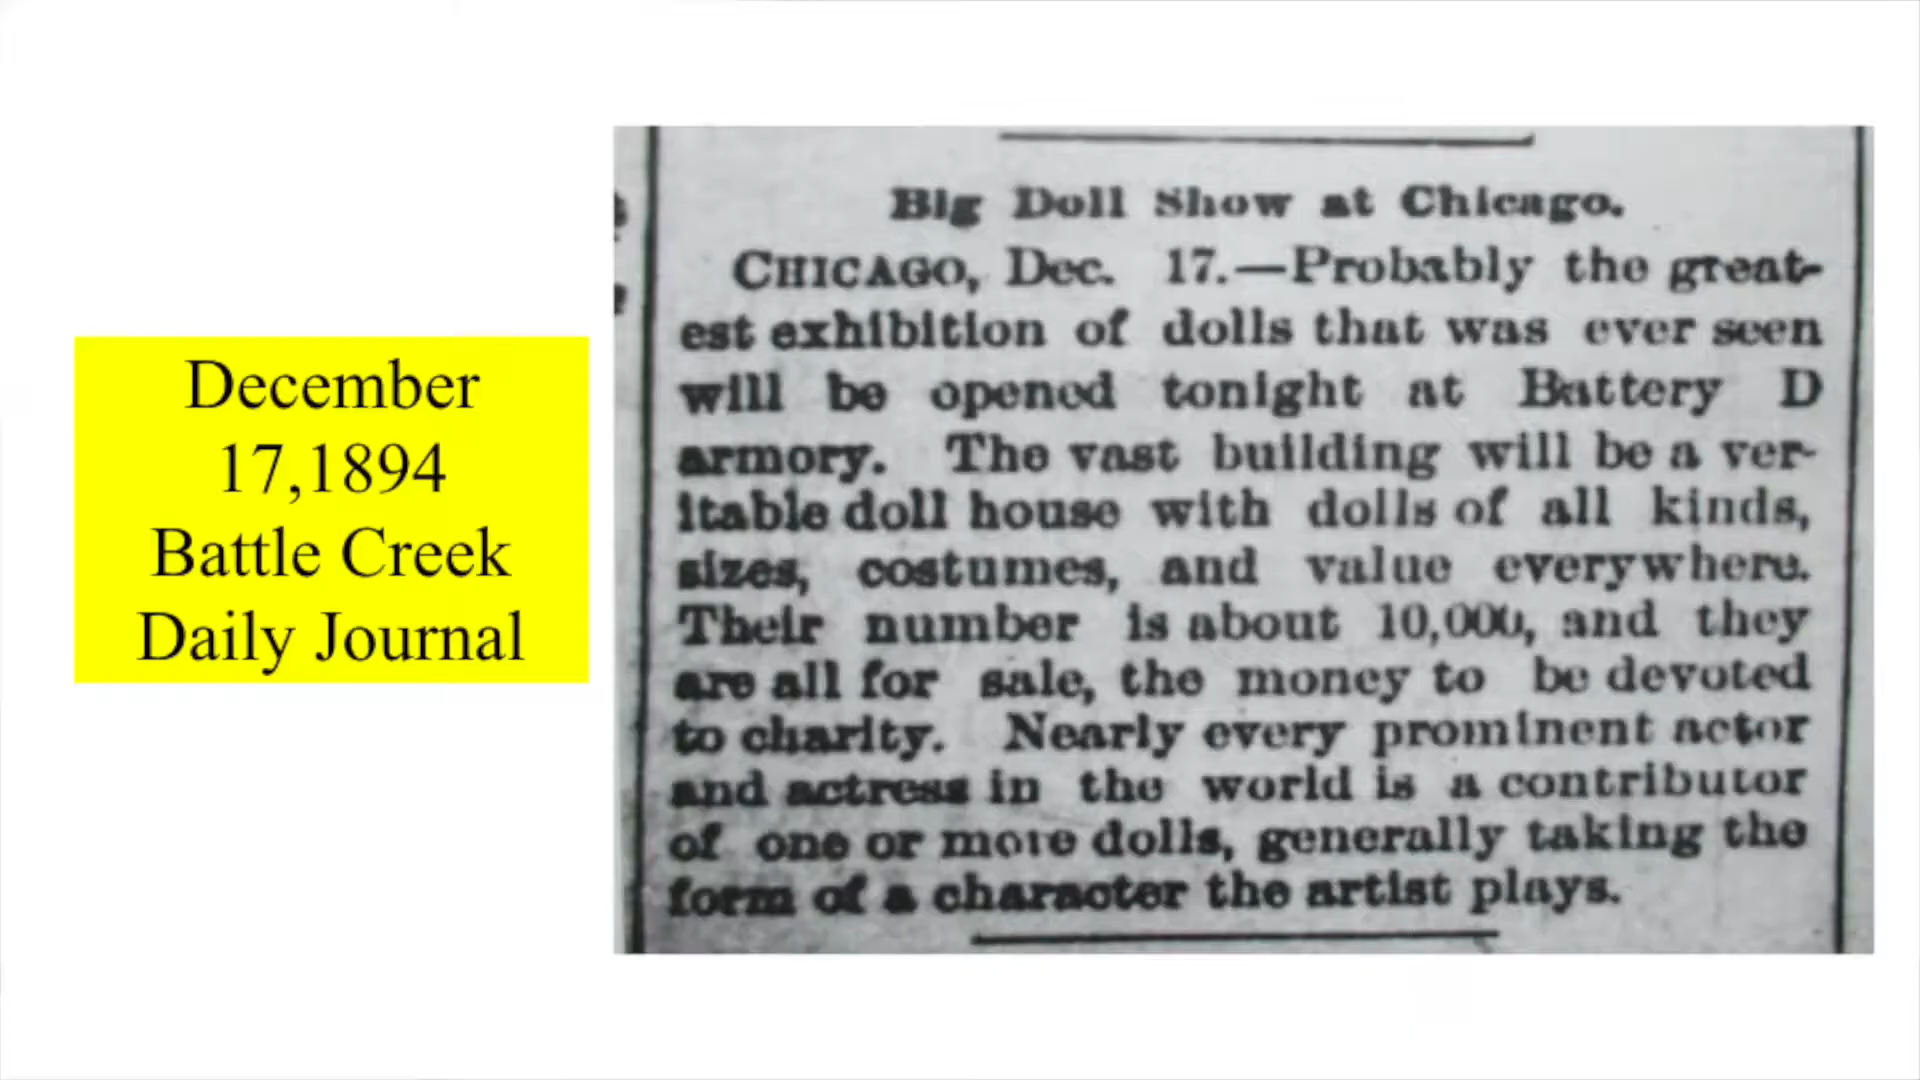 December
17,1894
Battle Creek
Daily Journal
Big Doll Show at Chicago.
CHICAGO, Dec. 17.—Probably the great-
est exhibition of dolls that was ever seen
will be opened tonight at Battery D
armory. The vast building will be a ver-
itable doll house with dolls of all kinds,
sizes, costumes, and value everywhere.
Their number is about 10,000, and they
are all for sale, the money to be devoted
to charity. Nearly every prominent actor
and actress in the world is a contributor
of one or more dolls, generally taking the
form of a character the artist plays.